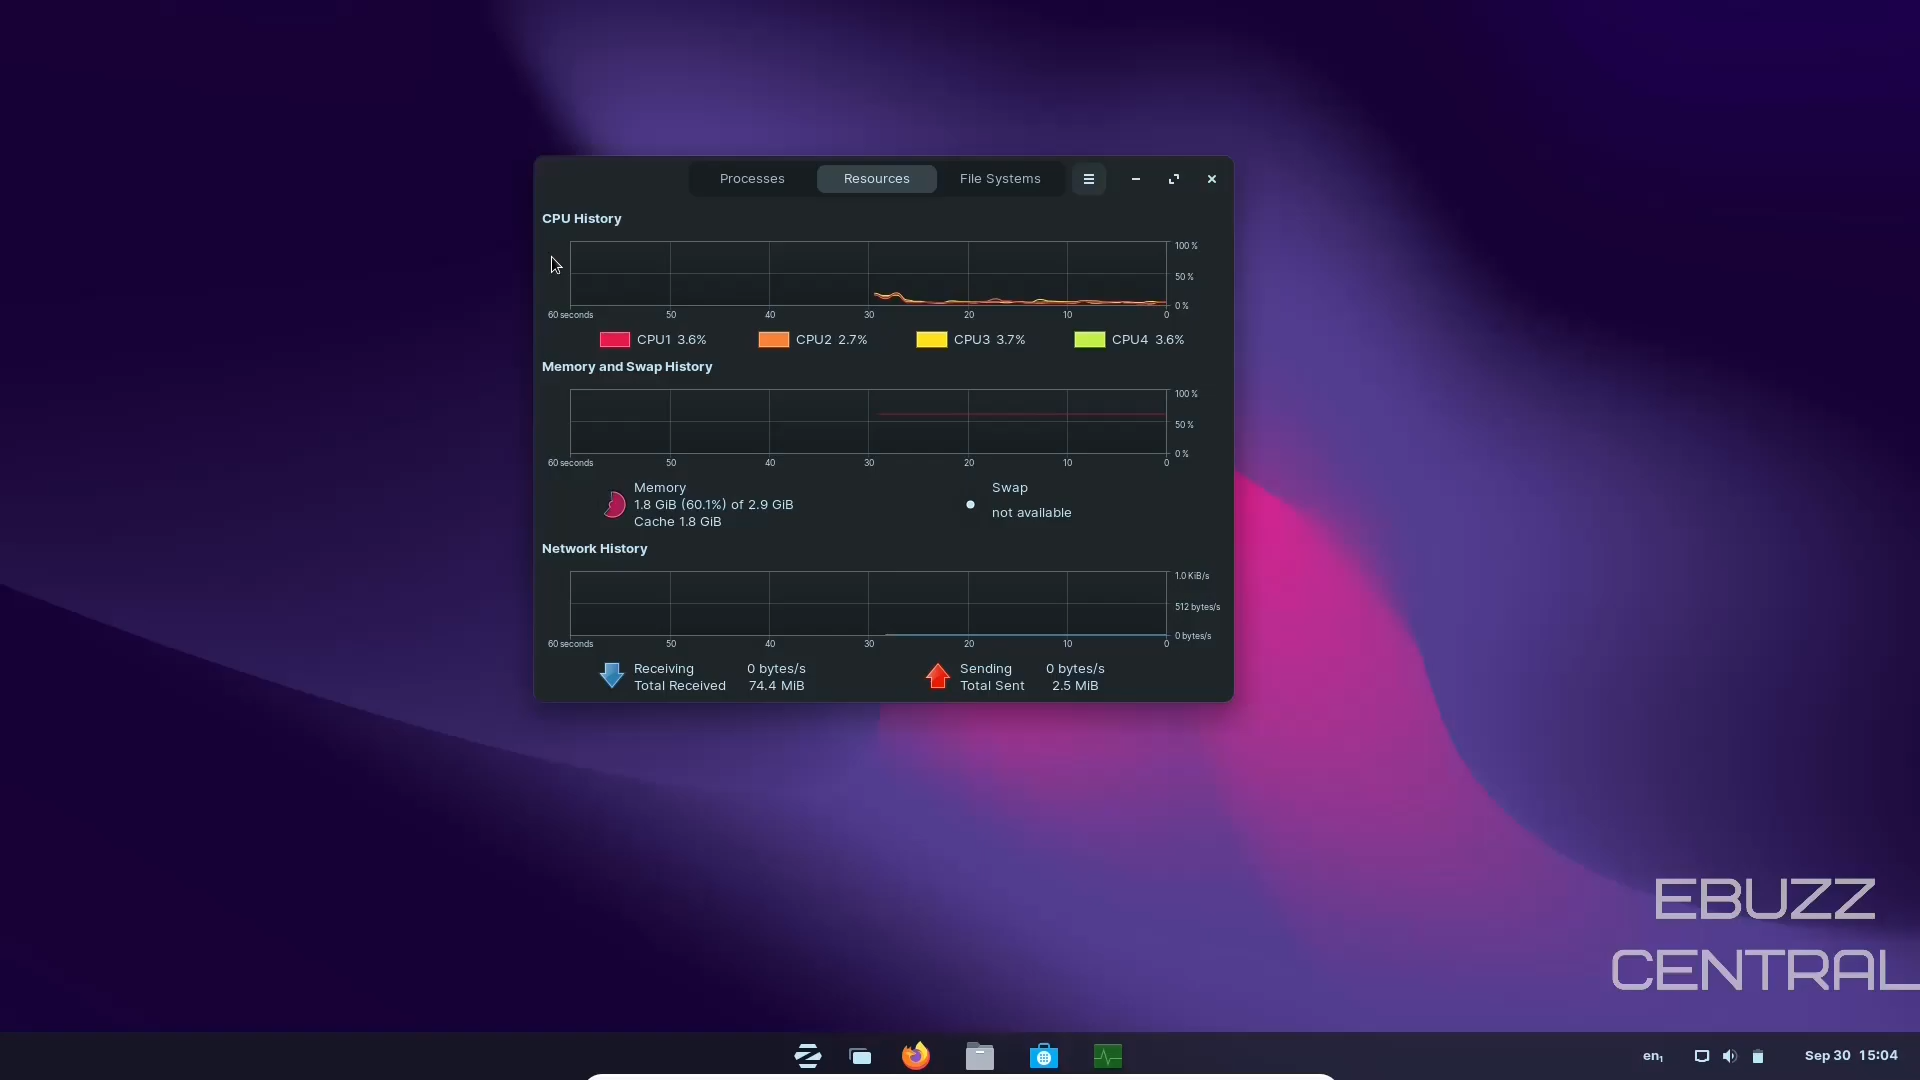 Processes Resources File Systems
CPU History
100 %
50 %
0 %
60 seconds 50 40 30 20 10 0
CPU1 3.6% CPU2 2.7% CPU3 3.7% CPU4 3.6%
Memory and Swap History
100 %
50 %
0 %
60 seconds 50 40 30 20 10 0
Memory
1.8 GiB (60.1%) of 2.9 GiB
Cache 1.8 GiB
Swap
not available
Network History
1.0 KiB/s
512 bytes/s
0 bytes/s
60 seconds 50 40 30 20 10 0
Receiving 0 bytes/s
Total Received 74.4 MiB
Sending 0 bytes/s
Total Sent 2.5 MiB
EBUZZ
CENTRAL
en₁ Sep 30 15:04